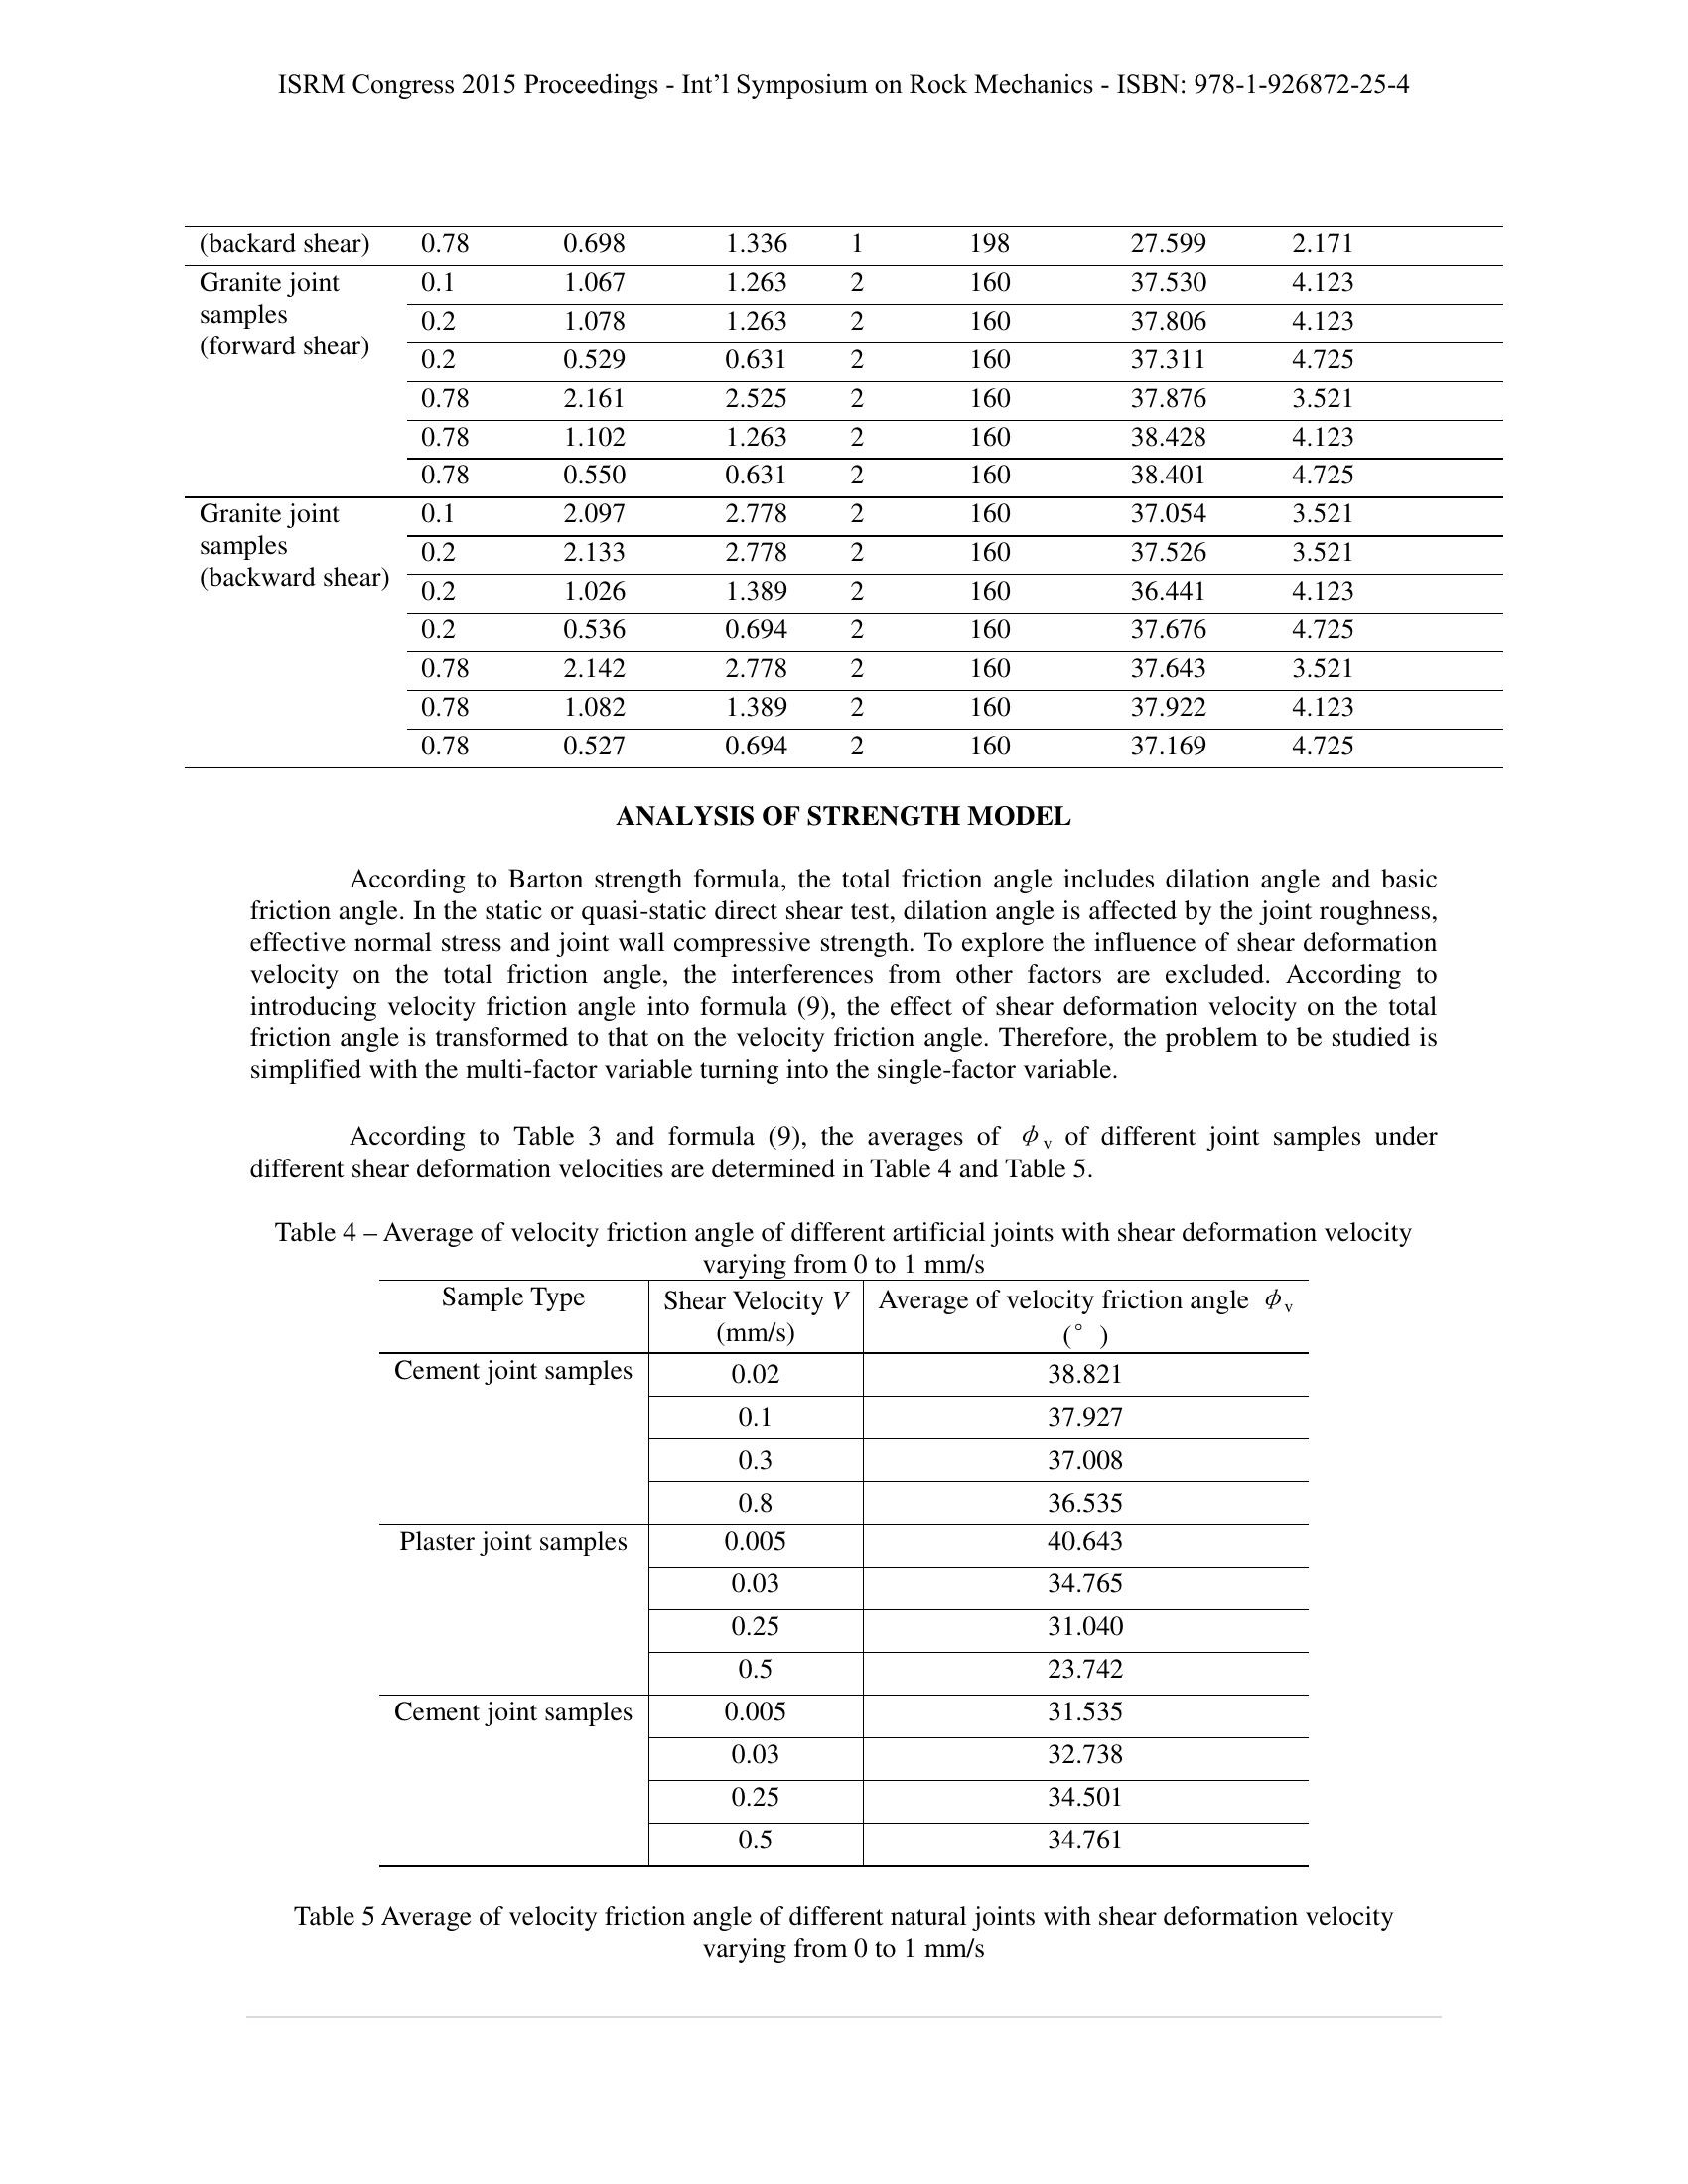 ISRM Congress 2015 Proceedings - Int’l Symposium on Rock Mechanics - ISBN: 978-1-926872-25-4
(backard shear) 0.78 0.698 1.336 1 198 27.599 2.171
Granite joint 0.1 1.067 1.263 2 160 37.530 4.123
samples 0.2 1.078 1.263 2 160 37.806 4.123
(forward shear) 0.2 0.529 0.631 2 160 37.311 4.725
0.78 2.161 2.525 2 160 37.876 3.521
0.78 1.102 1.263 2 160 38.428 4.123
0.78 0.550 0.631 2 160 38.401 4.725
Granite joint 0.1 2.097 2.778 2 160 37.054 3.521
samples 0.2 2.133 2.778 2 160 37.526 3.521
(backward shear) 0.2 1.026 1.389 2 160 36.441 4.123
0.2 0.536 0.694 2 160 37.676 4.725
0.78 2.142 2.778 2 160 37.643 3.521
0.78 1.082 1.389 2 160 37.922 4.123
0.78 0.527 0.694 2 160 37.169 4.725
ANALYSIS OF STRENGTH MODEL
According to Barton strength formula, the total friction angle includes dilation angle and basic
friction angle. In the static or quasi-static direct shear test, dilation angle is affected by the joint roughness,
effective normal stress and joint wall compressive strength. To explore the influence of shear deformation
velocity on the total friction angle, the interferences from other factors are excluded. According to
introducing velocity friction angle into formula (9), the effect of shear deformation velocity on the total
friction angle is transformed to that on the velocity friction angle. Therefore, the problem to be studied is
simplified with the multi-factor variable turning into the single-factor variable.
According to Table 3 and formula (9), the averages of ϕv of different joint samples under
different shear deformation velocities are determined in Table 4 and Table 5.
Table 4 – Average of velocity friction angle of different artificial joints with shear deformation velocity
varying from 0 to 1 mm/s
Sample Type Shear Velocity V Average of velocity friction angle ϕv
(mm/s) (° )
Cement joint samples 0.02 38.821
0.1 37.927
0.3 37.008
0.8 36.535
Plaster joint samples 0.005 40.643
0.03 34.765
0.25 31.040
0.5 23.742
Cement joint samples 0.005 31.535
0.03 32.738
0.25 34.501
0.5 34.761
Table 5 Average of velocity friction angle of different natural joints with shear deformation velocity
varying from 0 to 1 mm/s